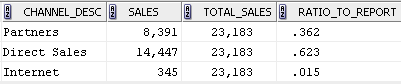 CHANNEL_DESC SALES TOTAL_SALES RATIO_TO_REPORT
Partners 8,391 23,183 .362
Direct Sales 14,447 23,183 .623
Internet 345 23,183 .015